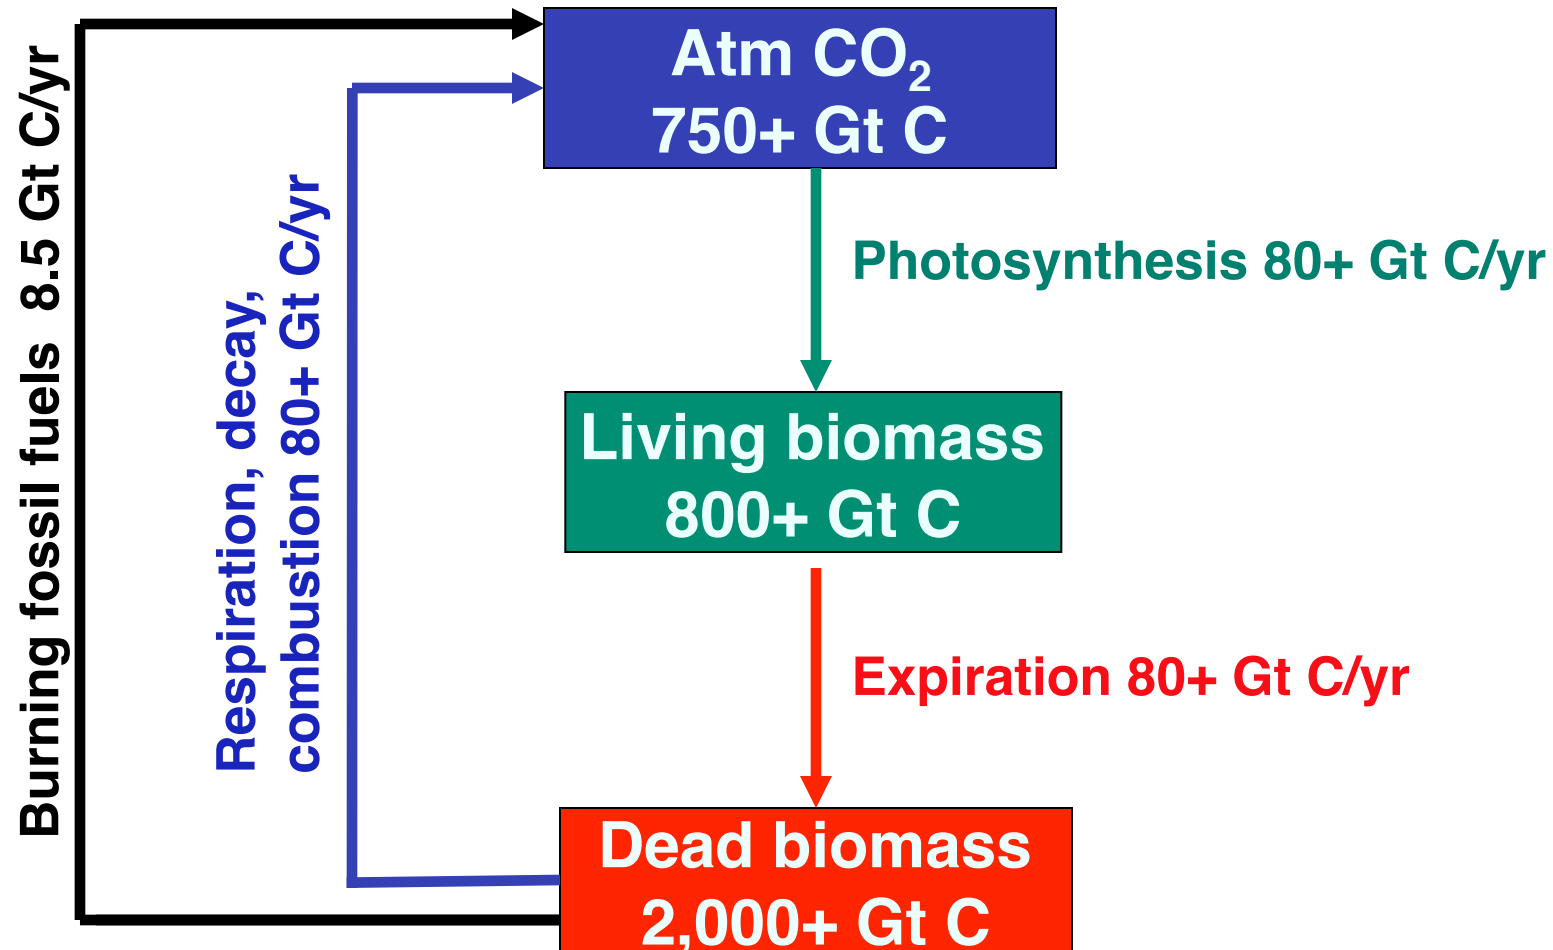 Atm CO₂
750+ Gt C
Photosynthesis 80+ Gt C/yr
Living biomass
800+ Gt C
Expiration 80+ Gt C/yr
Dead biomass
2,000+ Gt C
Respiration, decay,
combustion 80+ Gt C/yr
Burning fossil fuels 8.5 Gt C/yr